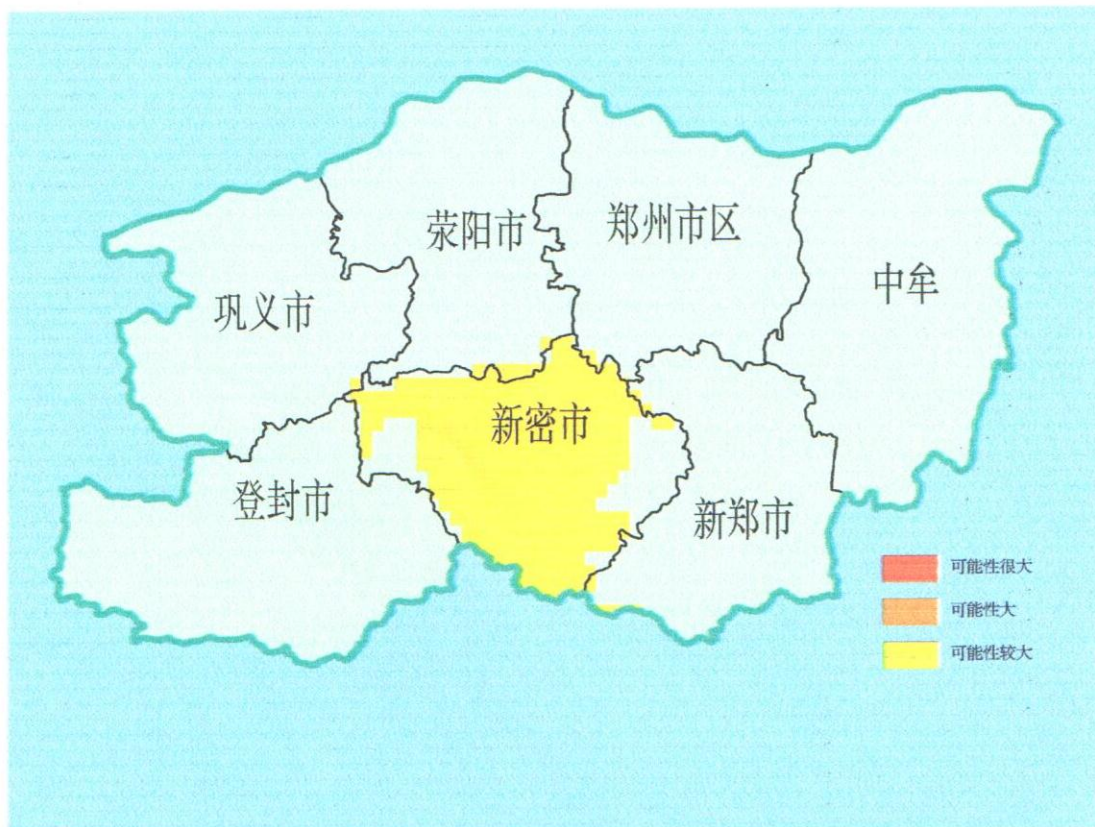 荥阳市
郑州市区
中牟
巩义市
新密市
登封市
新郑市
可能性很大
可能性大
可能性较大